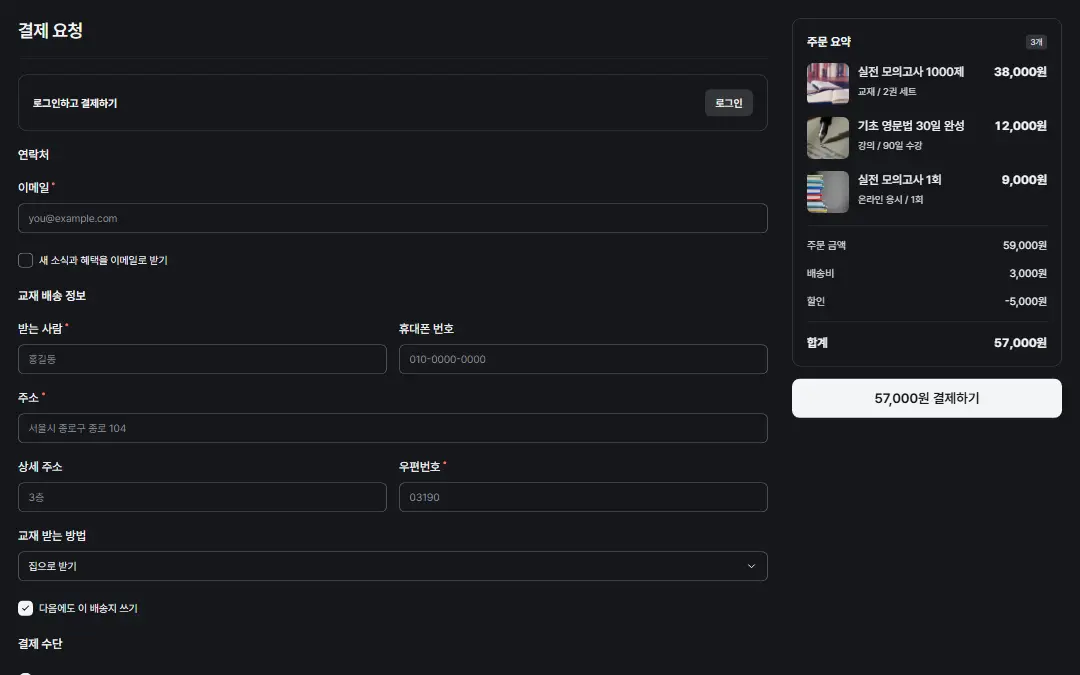 결제 요청
로그인하고 결제하기
로그인
연락처
이메일*
you@example.com
새 소식과 혜택을 이메일로 받기
교재 배송 정보
받는 사람*
홍길동
휴대폰 번호
010-0000-0000
주소*
서울시 종로구 종로 104
상세 주소
3층
우편번호*
03190
교재 받는 방법
집으로 받기
다음에도 이 배송지 쓰기
결제 수단
주문 요약
3개
실전 모의고사 1000제
38,000원
교재 / 2권 세트
기초 영문법 30일 완성
12,000원
강의 / 90일 수강
실전 모의고사 1회
9,000원
온라인 응시 / 1회
주문 금액
59,000원
배송비
3,000원
할인
-5,000원
합계
57,000원
57,000원 결제하기